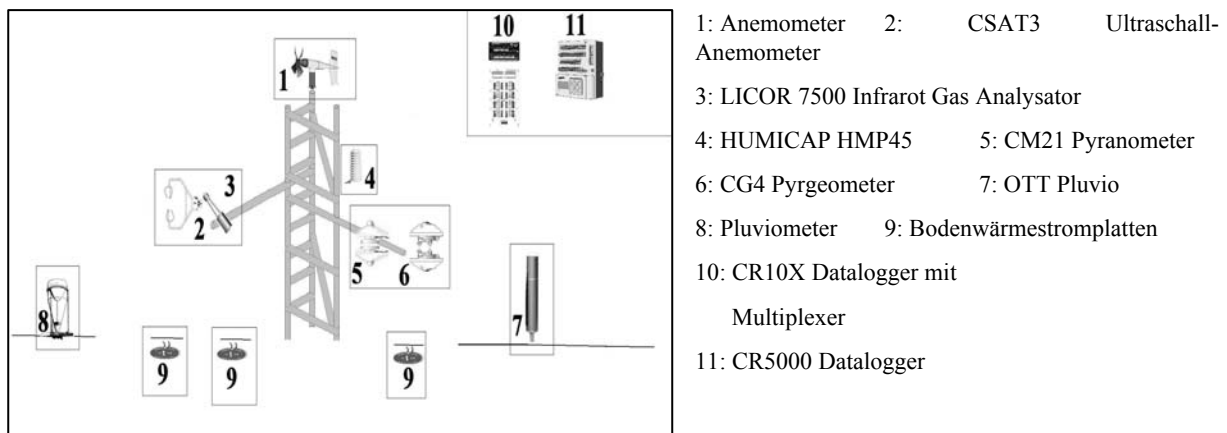 10 11
1
3
4
2
5 6
8
7
9 9 9
1: Anemometer 2: CSAT3 Ultraschall-
Anemometer
3: LICOR 7500 Infrarot Gas Analysator
4: HUMICAP HMP45 5: CM21 Pyranometer
6: CG4 Pyrgeometer 7: OTT Pluvio
8: Pluviometer 9: Bodenwärmestromplatten
10: CR10X Datalogger mit
Multiplexer
11: CR5000 Datalogger